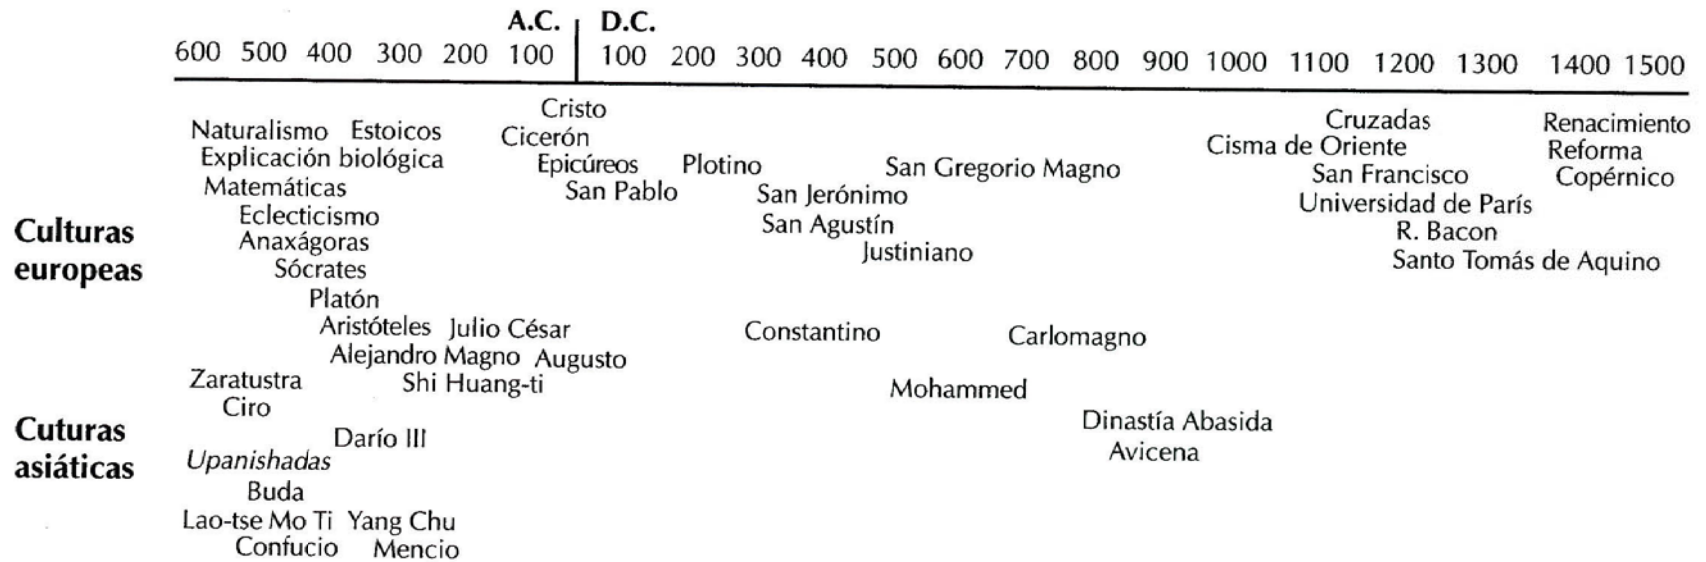 A.C. D.C.
600 500 400 300 200 100 100 200 300 400 500 600 700 800 900 1000 1100 1200 1300 1400 1500
Cristo Cruzadas Renacimiento
Naturalismo Estoicos Cicerón Cisma de Oriente Reforma
Explicación biológica Epicúreos Plotino San Gregorio Magno San Francisco Copérnico
Matemáticas San Pablo San Jerónimo Universidad de París
Culturas europeas
Eclecticismo San Agustín R. Bacon
Anaxágoras Justiniano Santo Tomás de Aquino
Sócrates
Platón
Aristóteles Julio César Constantino Carlomagno
Alejandro Magno Augusto
Zaratustra Shi Huang-ti Mohammed
Ciro Dinastía Abasida
Cuturas asiáticas
Darío III Avicena
Upanishadas
Buda
Lao-tse Mo Ti Yang Chu
Confucio Mencio